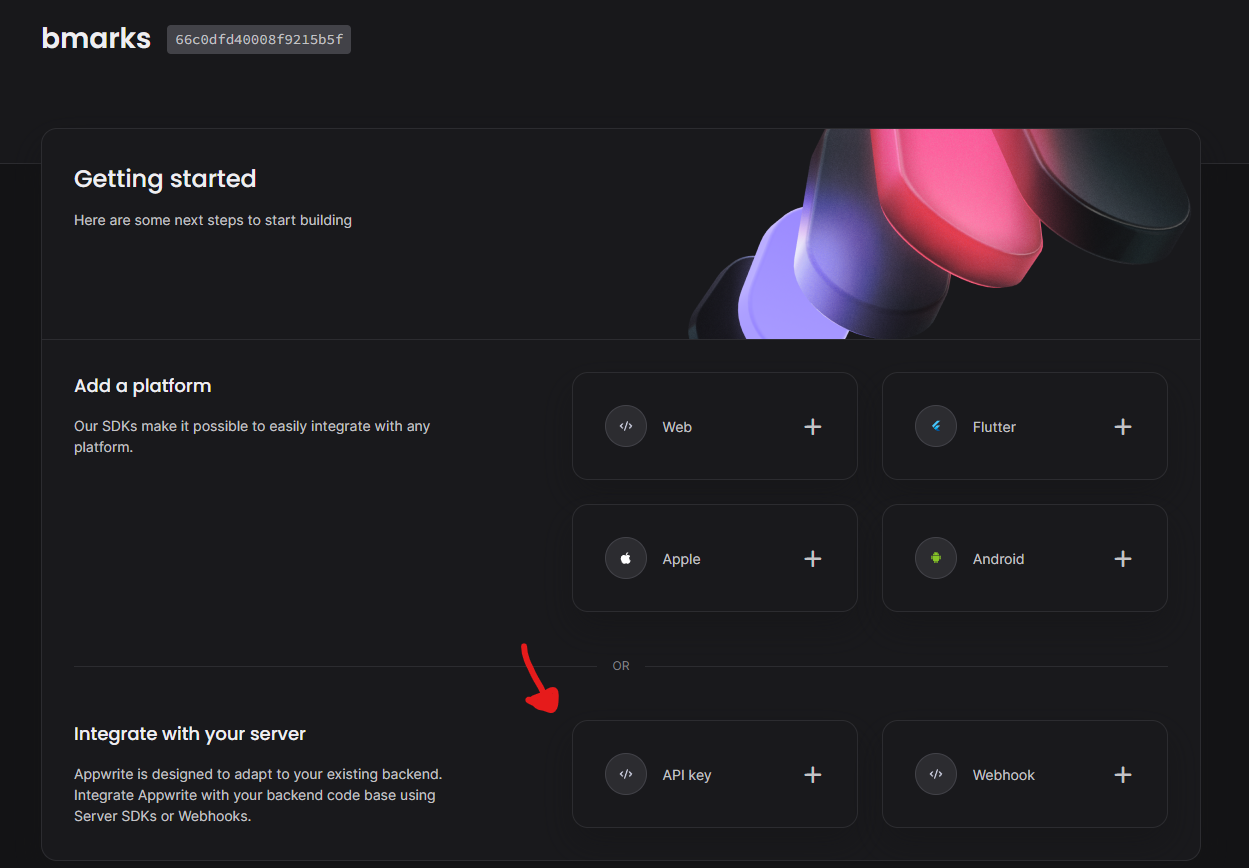 bmarks 66c0dfd40008f9215b5f
Getting started
Here are some next steps to start building
Add a platform
Our SDKs make it possible to easily integrate with any
platform.
Web
Flutter
Apple
Android
OR
Integrate with your server
Appwrite is designed to adapt to your existing backend.
Integrate Appwrite with your backend code base using
Server SDKs or Webhooks.
API key
Webhook